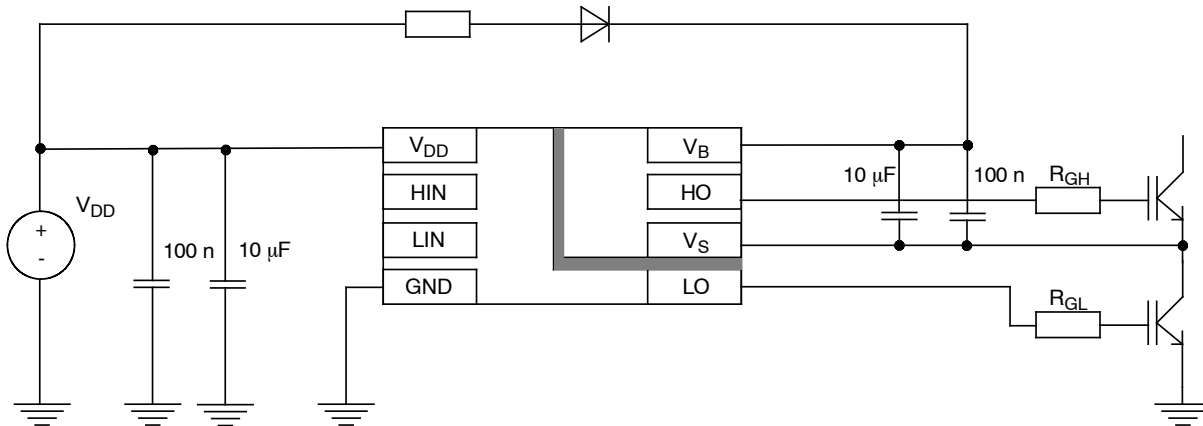 V_DD
V_B
HIN
HO
10 μF
100 n
R_GH
V_DD
+
-
LIN
V_S
100 n
10 μF
GND
LO
R_GL